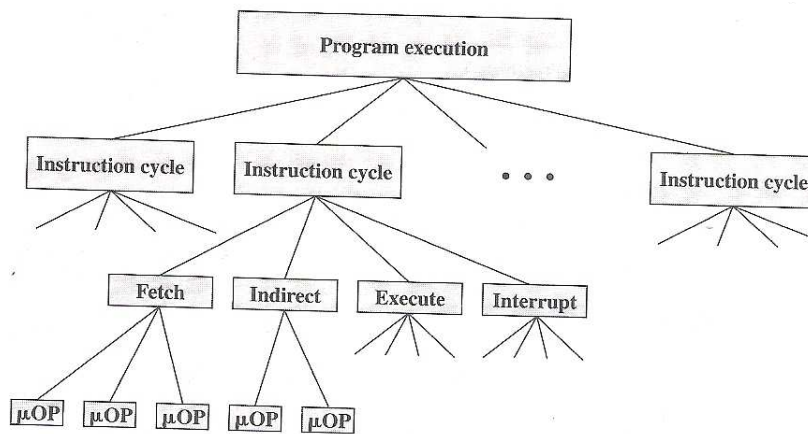 Program execution
Instruction cycle
Instruction cycle
• • •
Instruction cycle
Fetch
Indirect
Execute
Interrupt
μOP
μOP
μOP
μOP
μOP